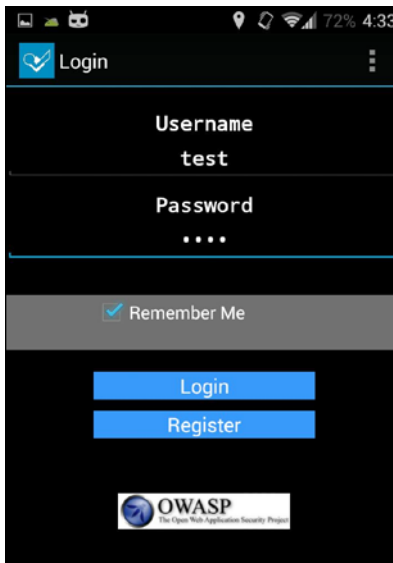 72% 4:33
Login
Username
test
Password
••••
Remember Me
Login
Register
OWASP
The Open Web Application Security Project